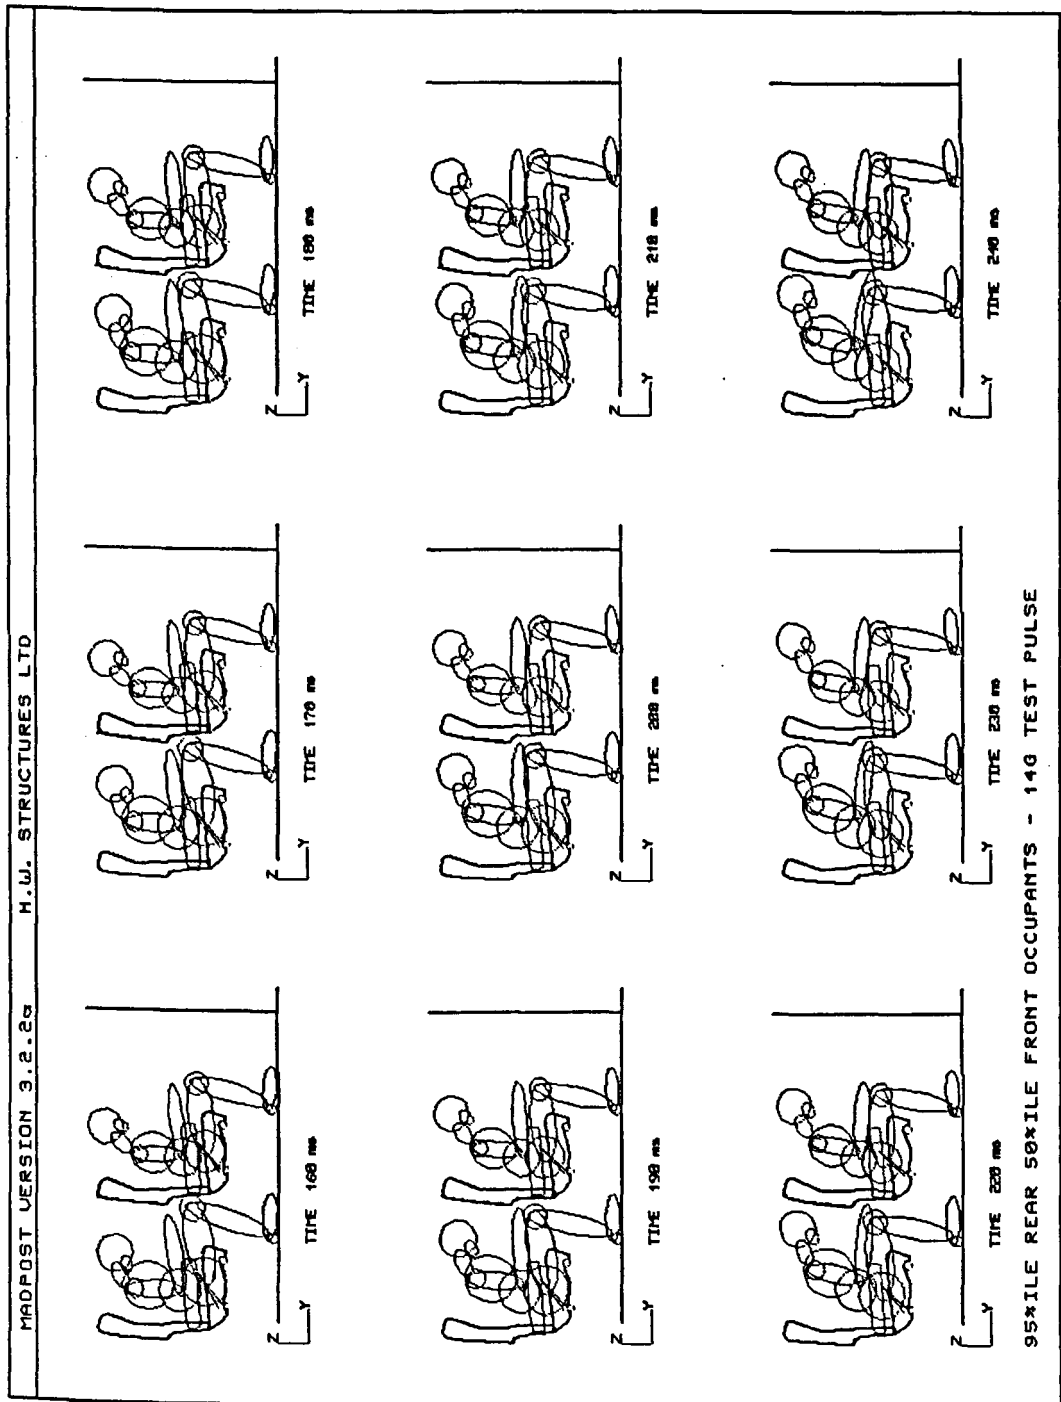 MADPOST VERSION 3.2.2a H.W. STRUCTURES LTD
Z Y TIME 160 ms
Z Y TIME 170 ms
Z Y TIME 180 ms
Z Y TIME 190 ms
Z Y TIME 200 ms
Z Y TIME 210 ms
Z Y TIME 220 ms
Z Y TIME 230 ms
Z Y TIME 240 ms
95%ILE REAR 50%ILE FRONT OCCUPANTS - 14G TEST PULSE